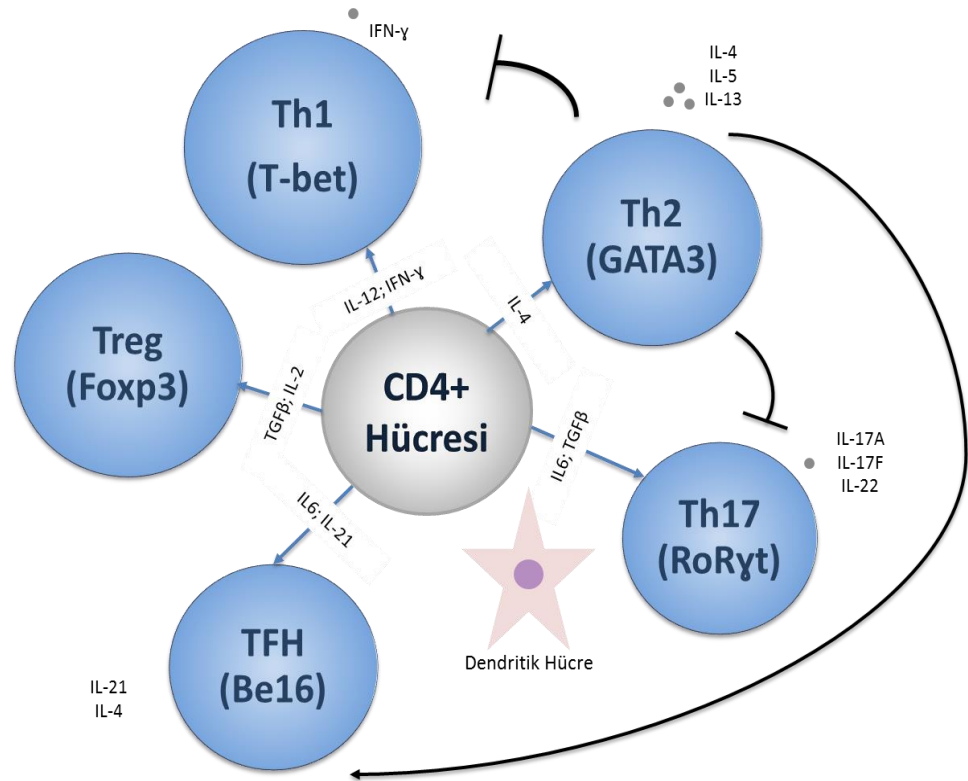 IFN-ɣ
IL-4
IL-5
IL-13
Th1
(T-bet)
Th2
(GATA3)
IL-12; IFN-ɣ
IL-4
Treg
(Foxp3)
TGFβ; IL-2
CD4+
Hücresi
IL6; TGFβ
IL-17A
IL-17F
IL-22
Th17
(RoRɣt)
IL6; IL-21
TFH
(Be16)
Dendritik Hücre
IL-21
IL-4